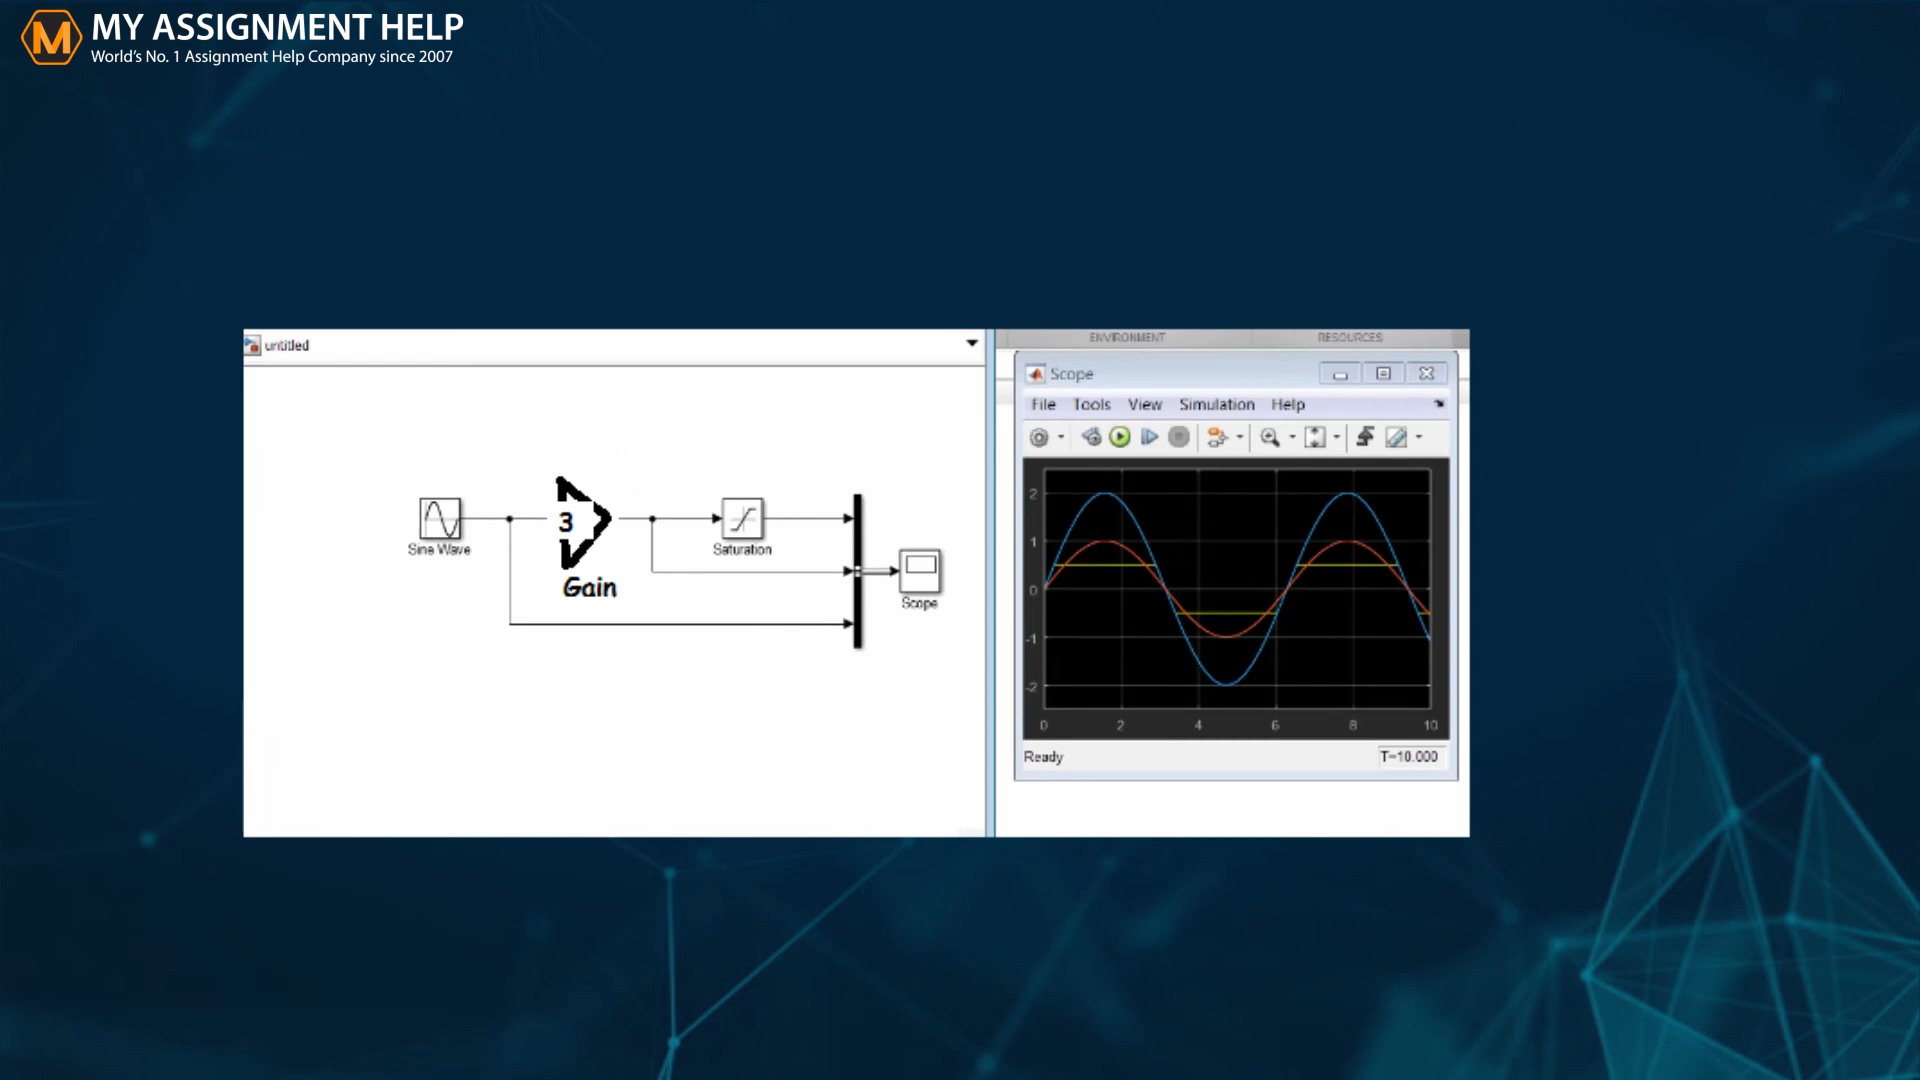 MY ASSIGNMENT HELP
World's No. 1 Assignment Help Company since 2007
untitled
Sine Wave
3
Gain
Saturation
Scope
ENVIRONMENT
RESOURCES
Scope
File Tools View Simulation Help
2
1
0
-1
-2
0 2 4 6 8 10
Ready
T=10.000